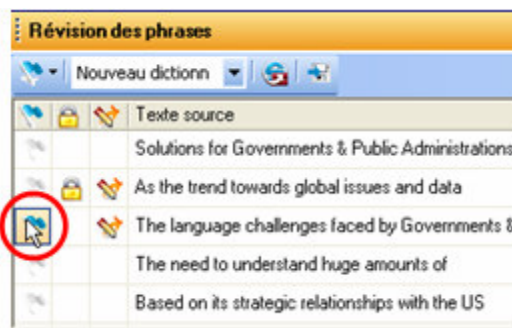 Révision des phrases
Nouveau dictionn
Texte source
Solutions for Governments & Public Administrations
As the trend towards global issues and data
The language challenges faced by Governments &
The need to understand huge amounts of
Based on its strategic relationships with the US